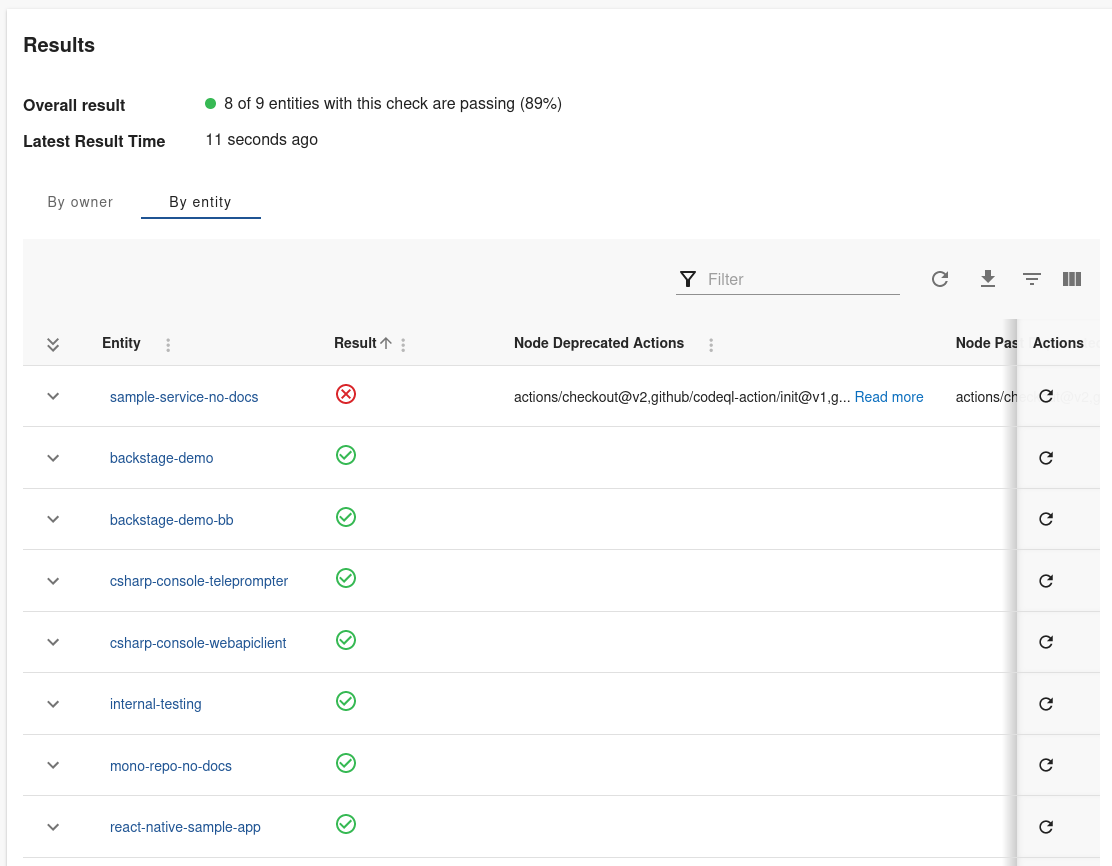 Results
Overall result 8 of 9 entities with this check are passing (89%)
Latest Result Time 11 seconds ago
By owner By entity
Filter
Entity Result Node Deprecated Actions Node Pas Actions
sample-service-no-docs actions/checkout@v2,github/codeql-action/init@v1,g... Read more actions/ch
backstage-demo
backstage-demo-bb
csharp-console-teleprompter
csharp-console-webapiclient
internal-testing
mono-repo-no-docs
react-native-sample-app